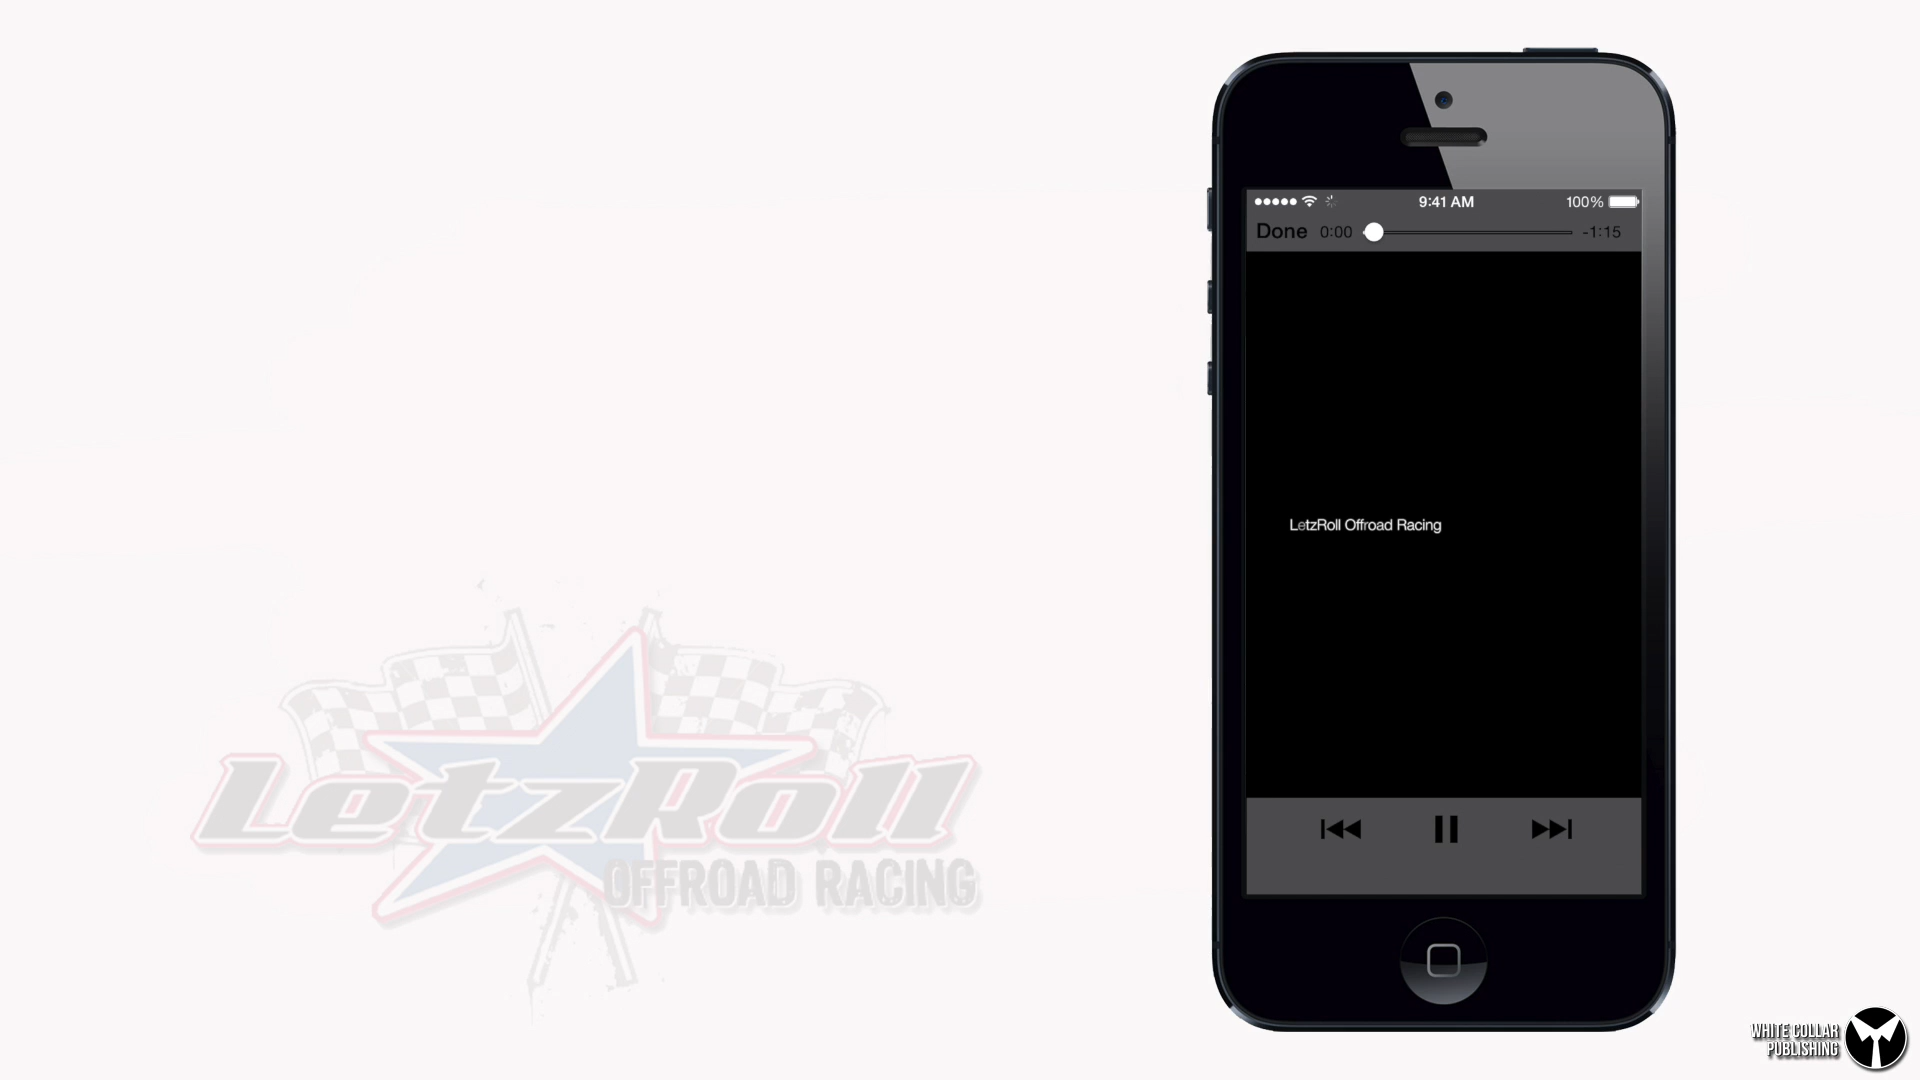 9:41 AM
100%
Done 0:00 -1:15
LetzRoll Offroad Racing
LetzRoll
OFFROAD RACING
WHITE COLLAR
PUBLISHING